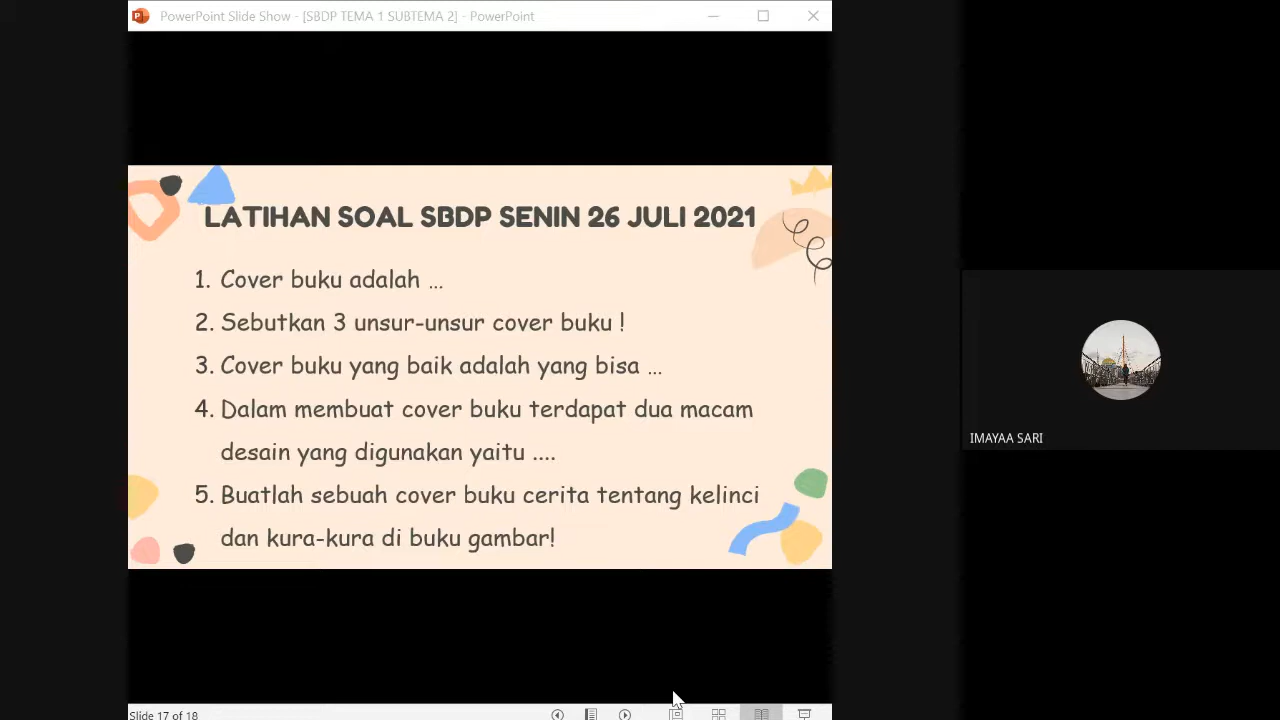 PowerPoint Slide Show - [SBDP TEMA 1 SUBTEMA 2] - PowerPoint
LATIHAN SOAL SBDP SENIN 26 JULI 2021
1. Cover buku adalah ...
2. Sebutkan 3 unsur-unsur cover buku !
3. Cover buku yang baik adalah yang bisa ...
4. Dalam membuat cover buku terdapat dua macam
desain yang digunakan yaitu ....
5. Buatlah sebuah cover buku cerita tentang kelinci
dan kura-kura di buku gambar!
IMAYAA SARI
Slide 17 of 18